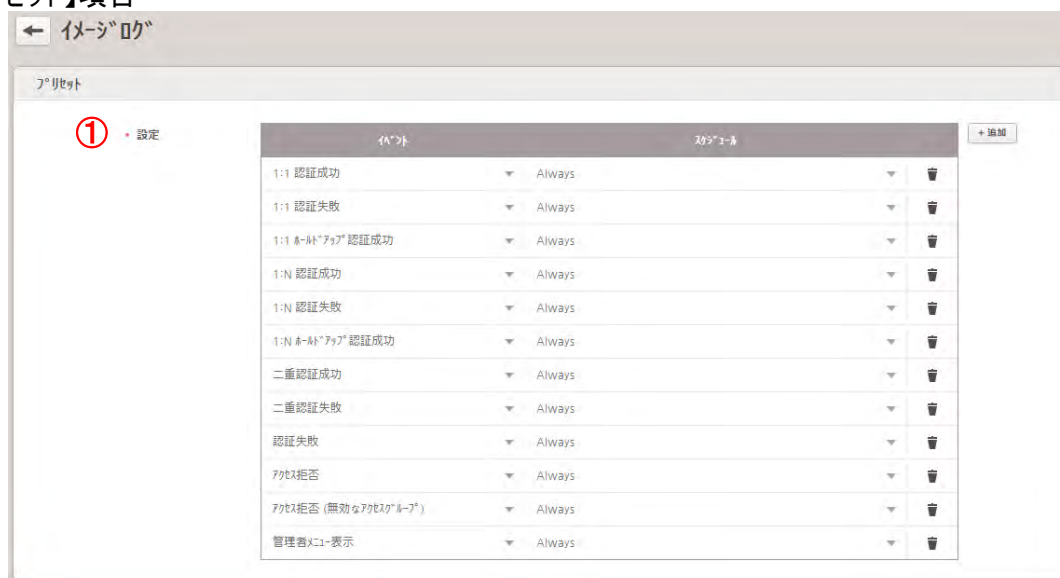 セット】項目
← ｲﾒｰｼﾞﾛｸﾞ
ﾌﾟﾘｾｯﾄ
① • 設定
ｲﾍﾞﾝﾄ ｽｹｼﾞｭｰﾙ
+ 追加
1:1 認証成功 Always
1:1 認証失敗 Always
1:1 ﾎｰﾙﾄﾞｱｯﾌﾟ認証成功 Always
1:N 認証成功 Always
1:N 認証失敗 Always
1:N ﾎｰﾙﾄﾞｱｯﾌﾟ認証成功 Always
二重認証成功 Always
二重認証失敗 Always
認証失敗 Always
ｱｸｾｽ拒否 Always
ｱｸｾｽ拒否 (無効なｱｸｾｽｸﾞﾙｰﾌﾟ) Always
管理者ﾒﾆｭｰ表示 Always